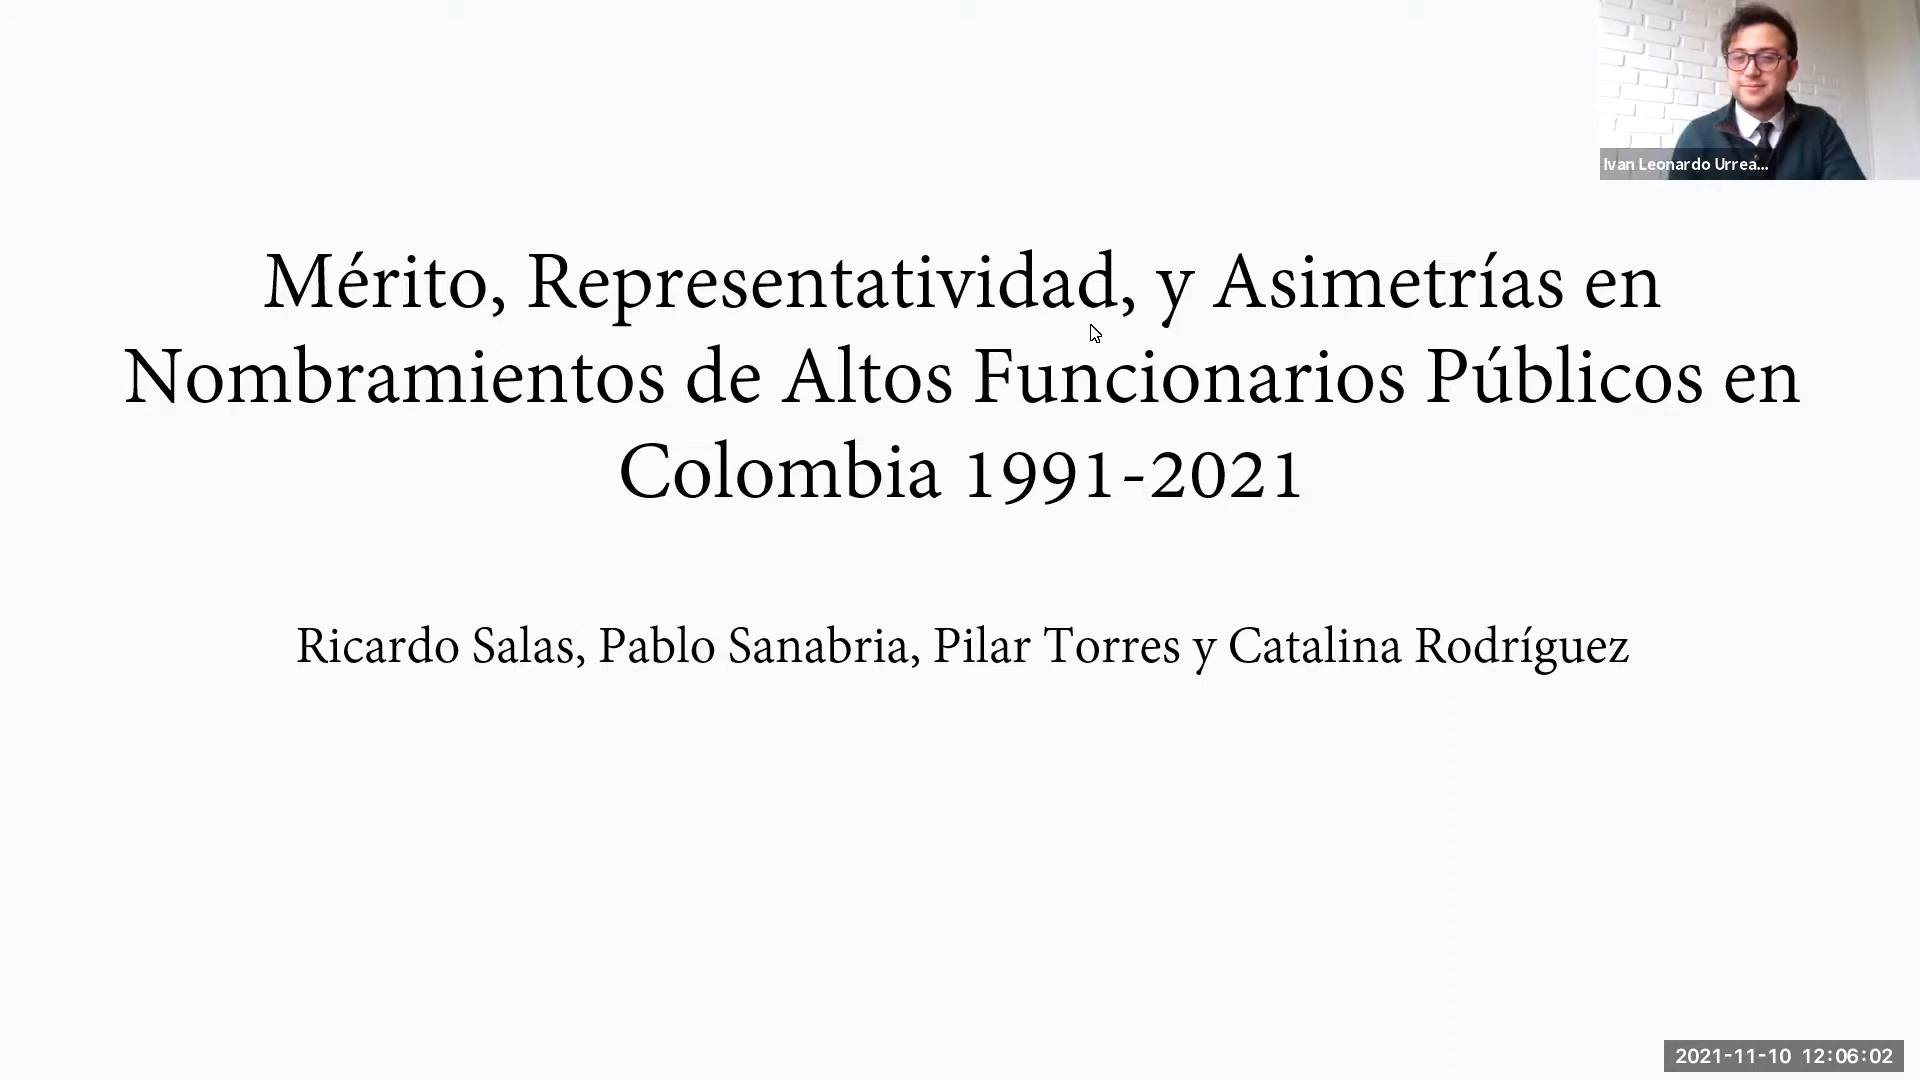 Ivan Leonardo Urrea...
Mérito, Representatividad, y Asimetrías en
Nombramientos de Altos Funcionarios Públicos en
Colombia 1991-2021
Ricardo Salas, Pablo Sanabria, Pilar Torres y Catalina Rodríguez
2021-11-10 12:06:02